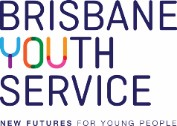 BRISBANE
YOUTH
SERVICE
NEW FUTURES FOR YOUNG PEOPLE